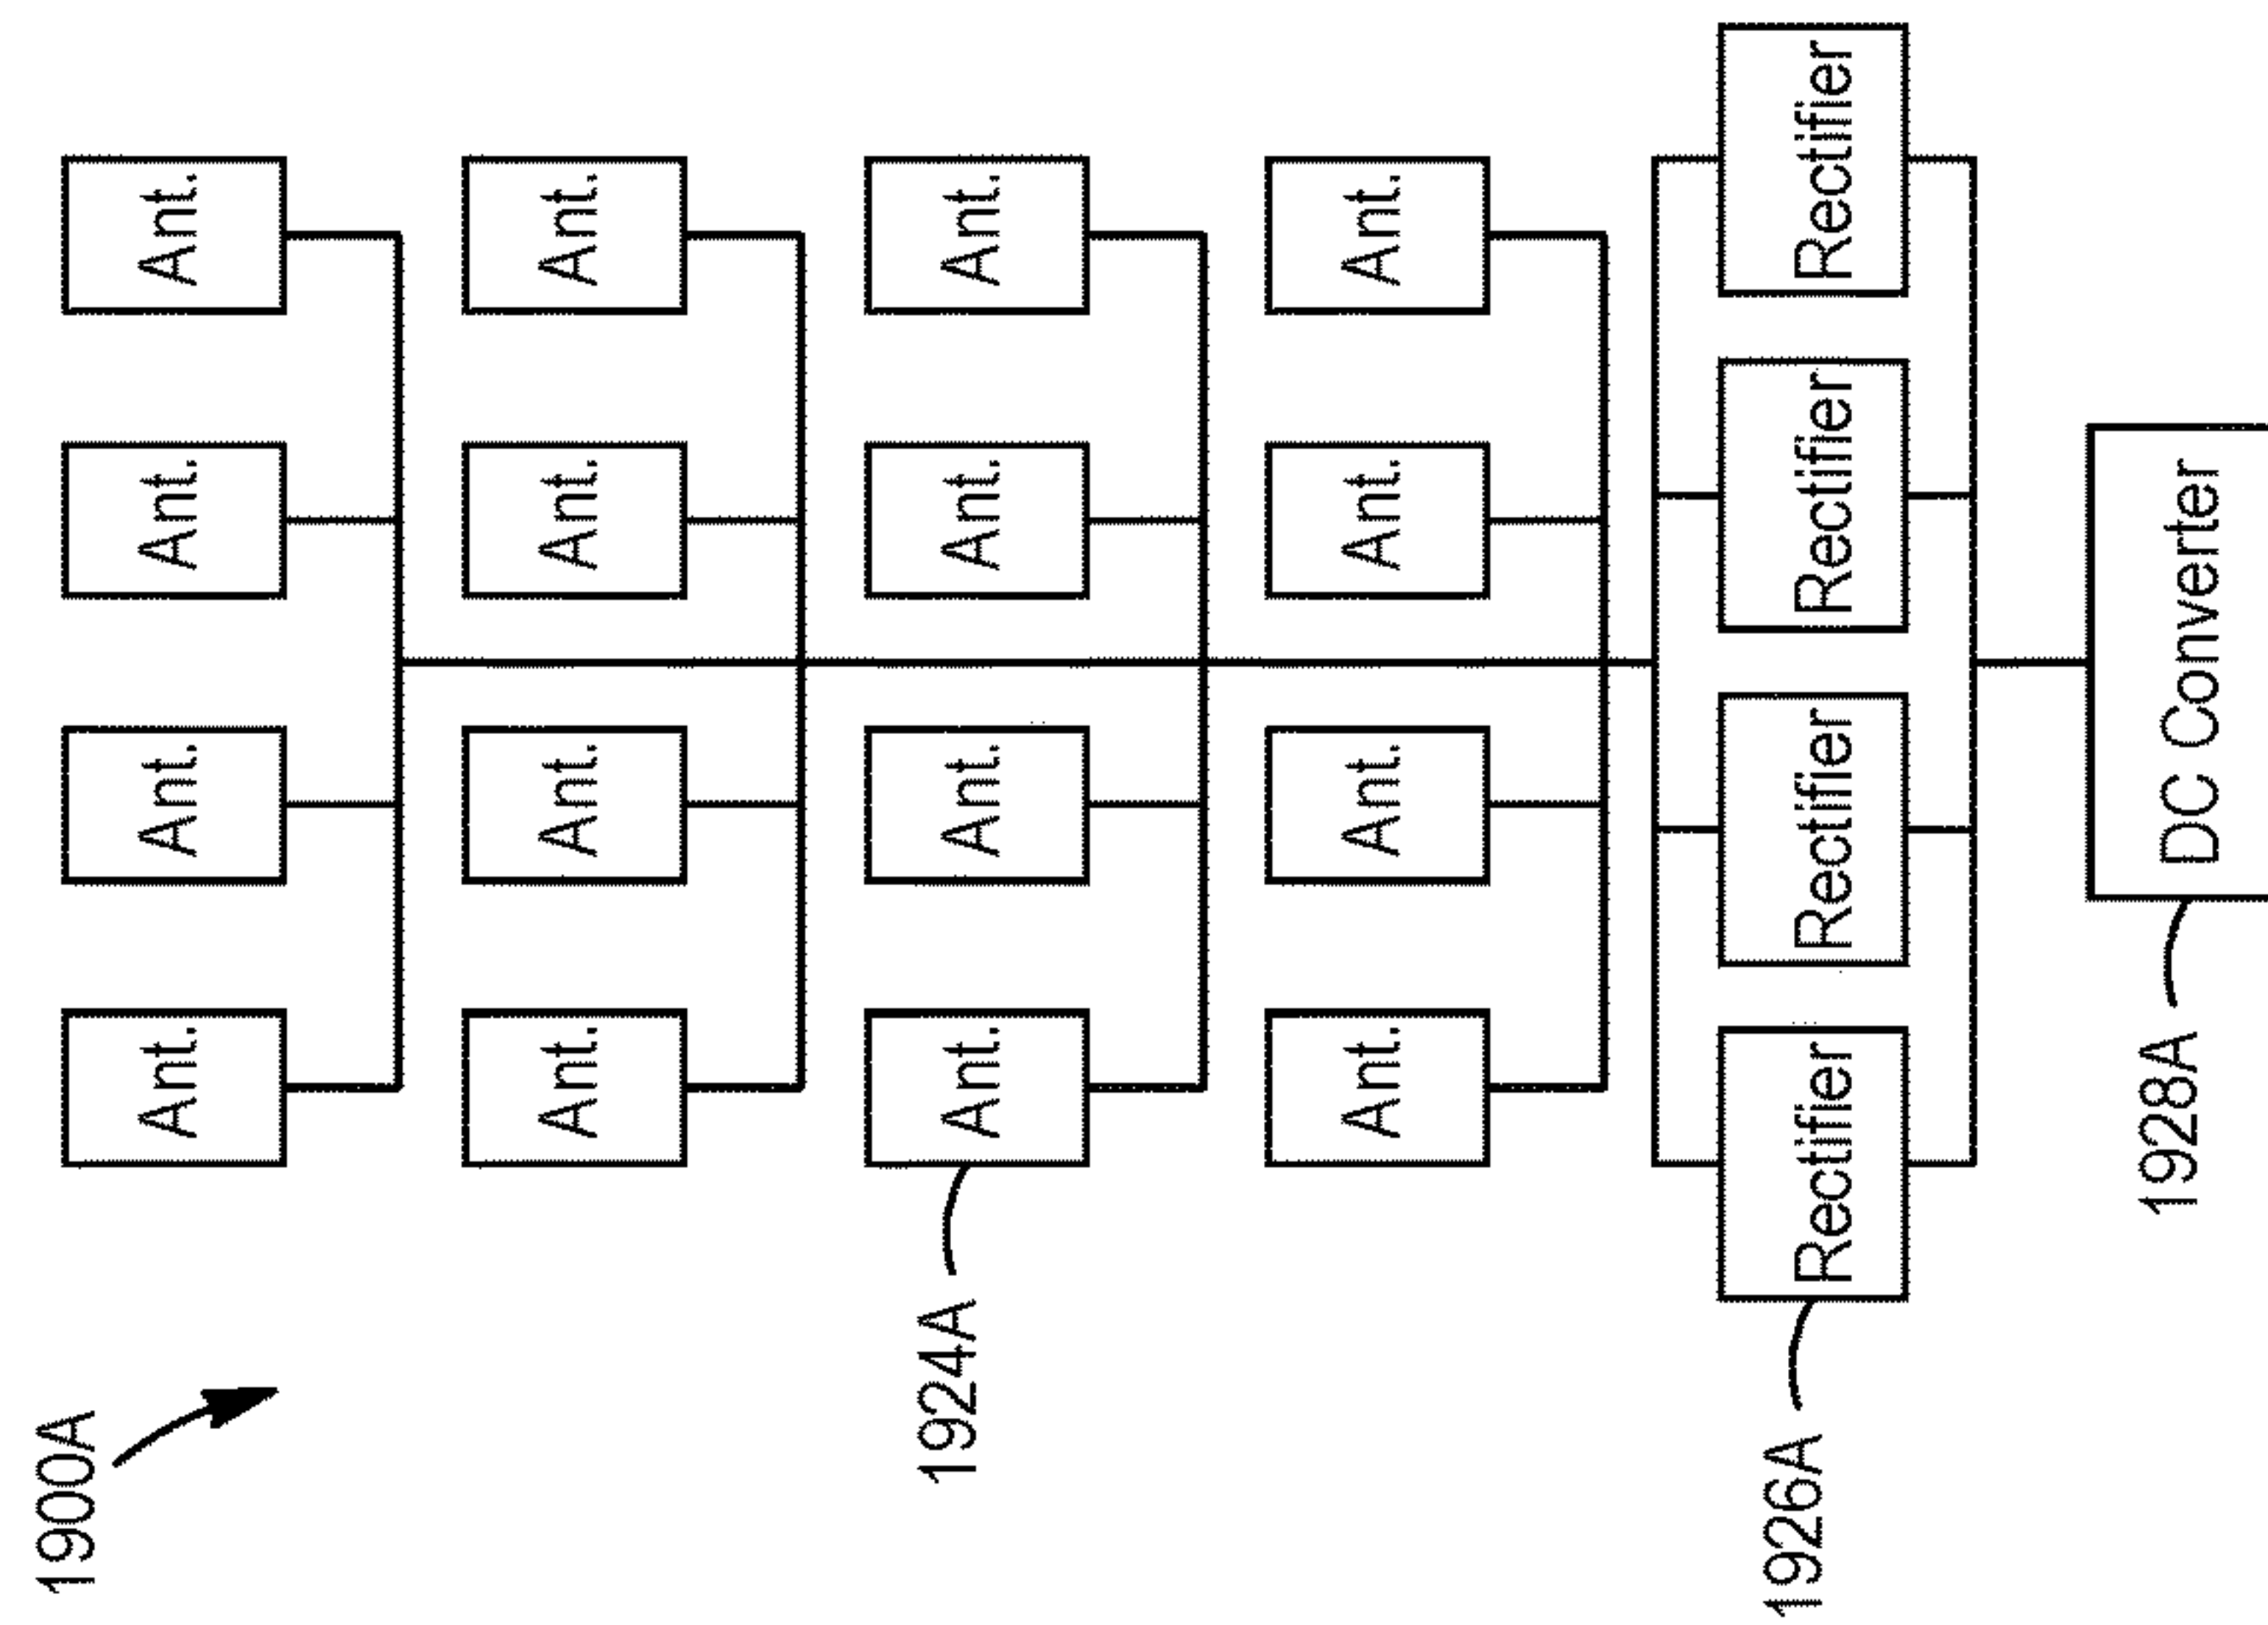 1900A
Ant. Ant. Ant. Ant.
Ant. Ant. Ant. Ant.
1924A
Ant. Ant. Ant. Ant.
Ant. Ant. Ant. Ant.
1926A
Rectifier Rectifier Rectifier Rectifier
1928A
DC Converter